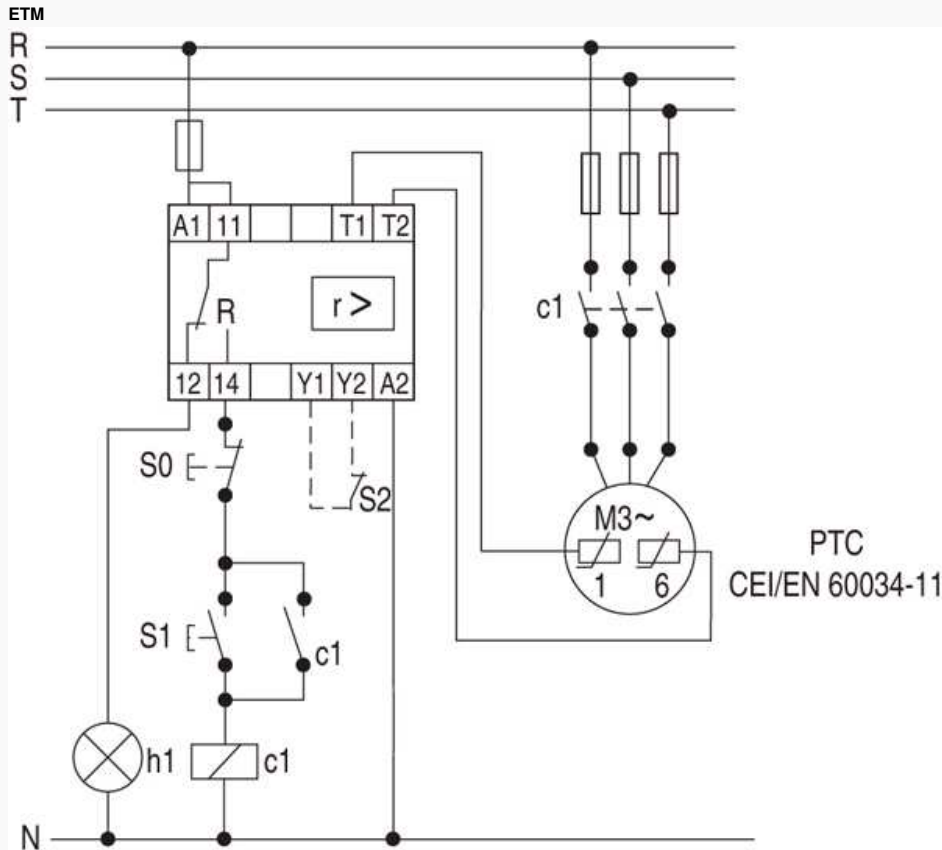 ETM
R
S
T
A1 11 T1 T2
r >
R
c1
12 14 Y1 Y2 A2
S0
S2
M3~
1 6
PTC
CEI/EN 60034-11
S1
c1
h1
c1
N